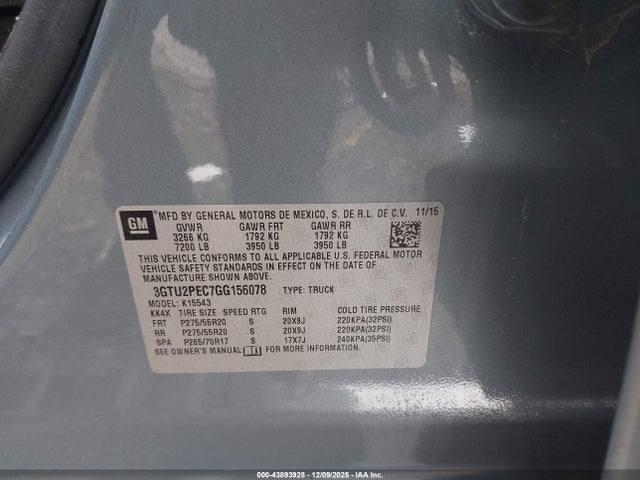 GM
MFD BY GENERAL MOTORS DE MEXICO, S. DE R.L. DE C.V. 11/15
GVWR GAWR FRT GAWR RR
3266 KG 1792 KG 1792 KG
7200 LB 3950 LB 3950 LB
THIS VEHICLE CONFORMS TO ALL APPLICABLE U.S. FEDERAL MOTOR
VEHICLE SAFETY STANDARDS IN EFFECT ON THE DATE OF
MANUFACTURE SHOWN ABOVE.
3GTU2PEC7GG156078 TYPE: TRUCK
MODEL: K15543
KK4X TIRE SIZE SPEED RTG RIM COLD TIRE PRESSURE
FRT P275/55R20 S 20X9J 220KPA(32PSI)
RR P275/55R20 S 20X9J 220KPA(32PSI)
SPA P265/70R17 S 17X7J 240KPA(35PSI)
SEE OWNER'S MANUAL FOR MORE INFORMATION.
000-43893928 - 12/09/2025 - IAA Inc.